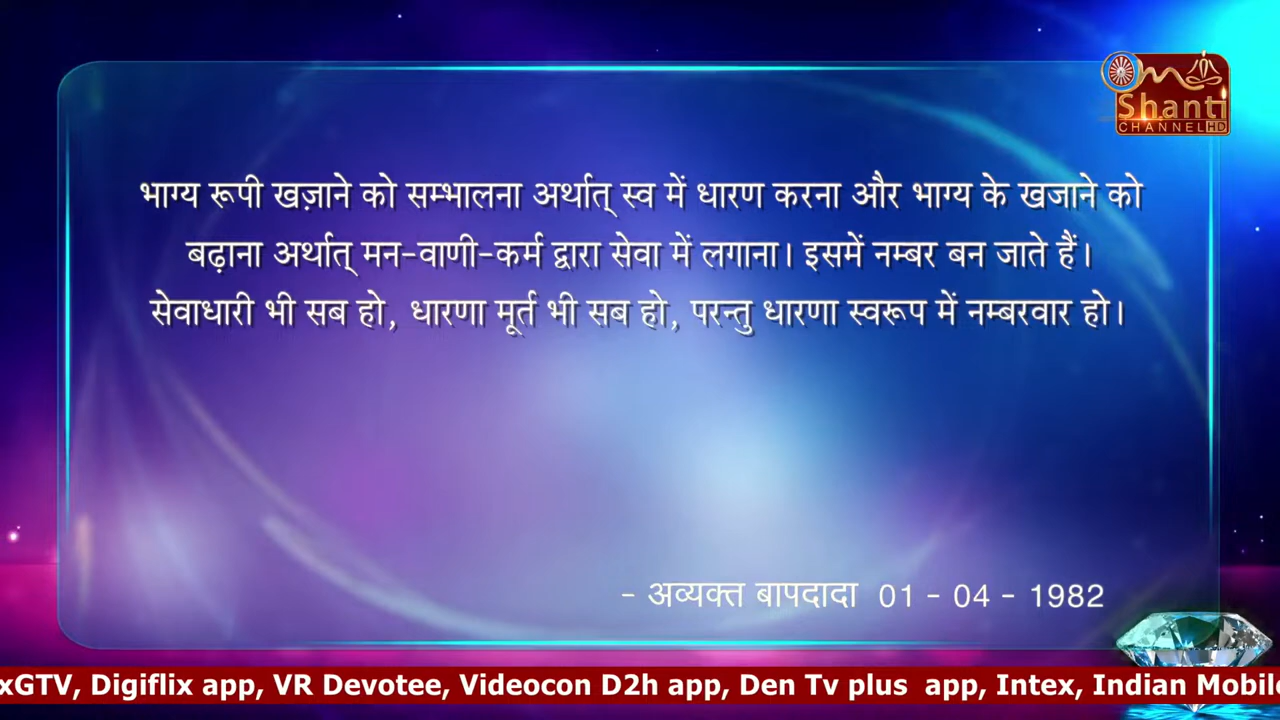 Om
Shanti
CHANNEL HD
भाग्य रूपी खज़ाने को सम्भालना अर्थात् स्व में धारण करना और भाग्य के खजाने को
बढ़ाना अर्थात् मन-वाणी-कर्म द्वारा सेवा में लगाना। इसमें नम्बर बन जाते हैं।
सेवाधारी भी सब हो, धारणा मूर्त भी सब हो, परन्तु धारणा स्वरूप में नम्बरवार हो।
- अव्यक्त बापदादा 01 - 04 - 1982
xGTV, Digiflix app, VR Devotee, Videocon D2h app, Den Tv plus app, Intex, Indian Mobile